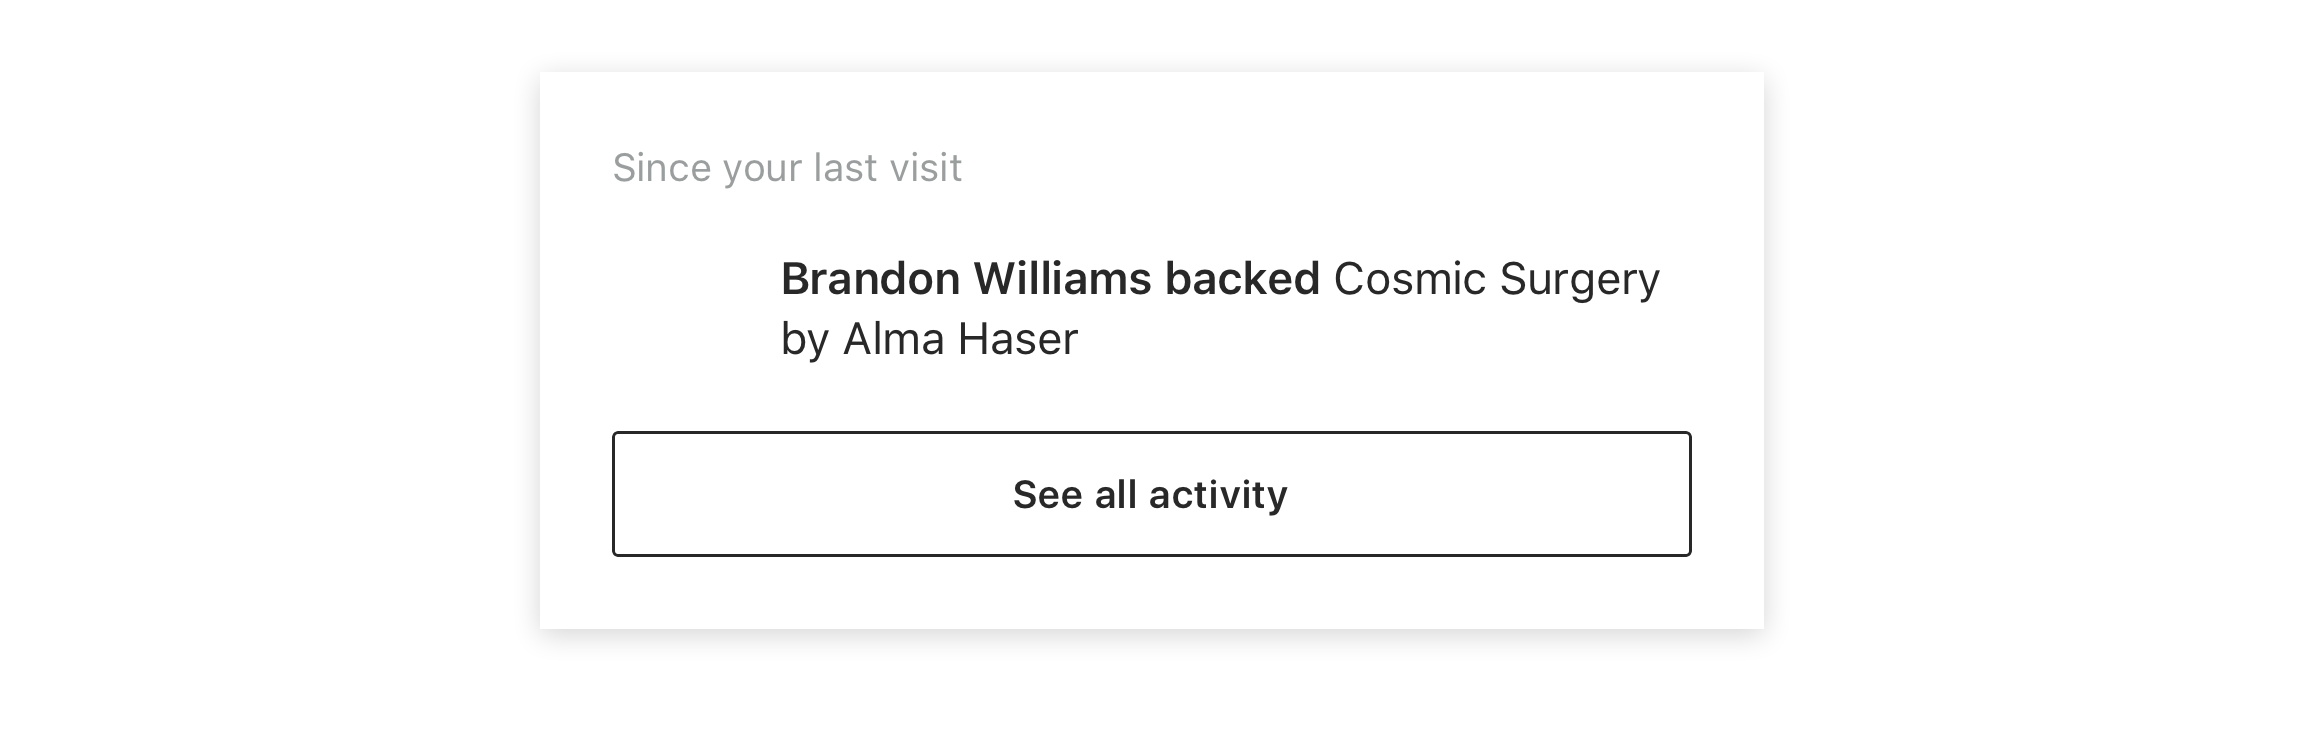 Since your last visit
Brandon Williams backed Cosmic Surgery
by Alma Haser
See all activity